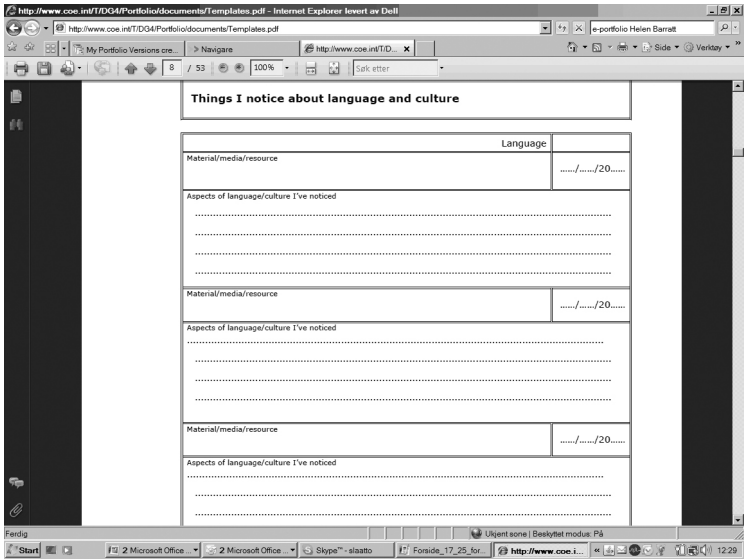 http://www.coe.int/T/DG4/Portfolio/documents/Templates.pdf - Internet Explorer levert av Dell
http://www.coe.int/T/DG4/Portfolio/documents/Templates.pdf
e-portfolio Helen Barratt
My Portfolio Versions cre...
> Navigare
http://www.coe.int/T/D...
Side
Verktøy
8 / 53
100%
Søk etter
Things I notice about language and culture
Language
Material/media/resource
....../....../20......
Aspects of language/culture I've noticed
Material/media/resource
....../....../20......
Aspects of language/culture I've noticed
Material/media/resource
....../....../20......
Aspects of language/culture I've noticed
Ferdig
Ukjent sone | Beskyttet modus: På
Start
2 Microsoft Office ...
2 Microsoft Office ...
Skype™ - slaatto
Forside_17_25_for...
http://www.coe.i...
12:29